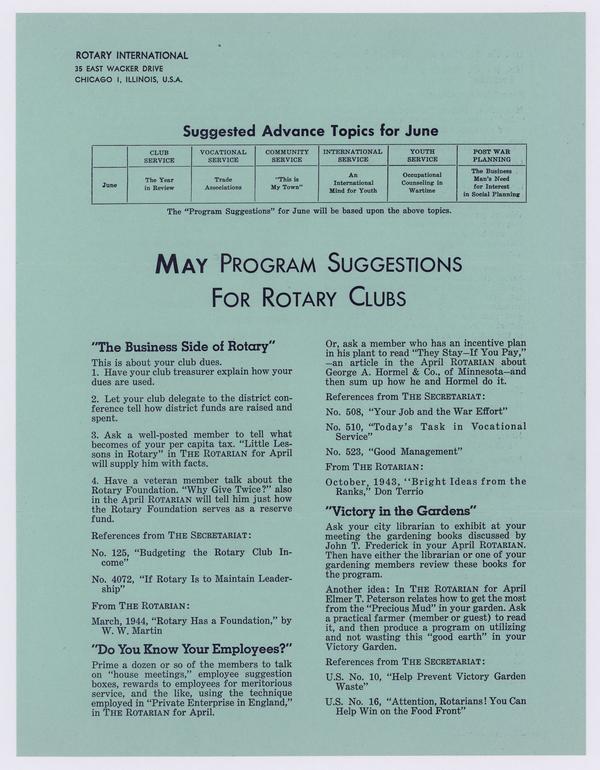 ROTARY INTERNATIONAL
35 EAST WACKER DRIVE
CHICAGO 1, ILLINOIS, U.S.A.
Suggested Advance Topics for June
CLUB SERVICE
VOCATIONAL SERVICE
COMMUNITY SERVICE
INTERNATIONAL SERVICE
YOUTH SERVICE
POST WAR PLANNING
June
The Year in Review
Trade Associations
"This is My Town"
An International Mind for Youth
Occupational Counseling in Wartime
The Business Man's Need for Interest in Social Planning
The "Program Suggestions" for June will be based upon the above topics.
MAY PROGRAM SUGGESTIONS
FOR ROTARY CLUBS
"The Business Side of Rotary"
This is about your club dues.
1. Have your club treasurer explain how your
dues are used.
2. Let your club delegate to the district con-
ference tell how district funds are raised and
spent.
3. Ask a well-posted member to tell what
becomes of your per capita tax. "Little Les-
sons in Rotary" in THE ROTARIAN for April
will supply him with facts.
4. Have a veteran member talk about the
Rotary Foundation. "Why Give Twice?" also
in the April ROTARIAN will tell him just how
the Rotary Foundation serves as a reserve
fund.
References from THE SECRETARIAT:
No. 125, "Budgeting the Rotary Club In-
come"
No. 4072, "If Rotary Is to Maintain Leader-
ship"
From THE ROTARIAN:
March, 1944, "Rotary Has a Foundation," by
W. W. Martin
"Do You Know Your Employees?"
Prime a dozen or so of the members to talk
on "house meetings," employee suggestion
boxes, rewards to employees for meritorious
service, and the like, using the technique
employed in "Private Enterprise in England,"
in THE ROTARIAN for April.
Or, ask a member who has an incentive plan
in his plant to read "They Stay—If You Pay,"
—an article in the April ROTARIAN about
George A. Hormel & Co., of Minnesota—and
then sum up how he and Hormel do it.
References from THE SECRETARIAT:
No. 508, "Your Job and the War Effort"
No. 510, "Today's Task in Vocational
Service"
No. 523, "Good Management"
From THE ROTARIAN:
October, 1943, "Bright Ideas from the
Ranks," Don Terrio
"Victory in the Gardens"
Ask your city librarian to exhibit at your
meeting the gardening books discussed by
John T. Frederick in your April ROTARIAN.
Then have either the librarian or one of your
gardening members review these books for
the program.
Another idea: In THE ROTARIAN for April
Elmer T. Peterson relates how to get the most
from the "Precious Mud" in your garden. Ask
a practical farmer (member or guest) to read
it, and then produce a program on utilizing
and not wasting this "good earth" in your
Victory Garden.
References from THE SECRETARIAT:
U.S. No. 10, "Help Prevent Victory Garden
Waste"
U.S. No. 16, "Attention, Rotarians! You Can
Help Win on the Food Front"